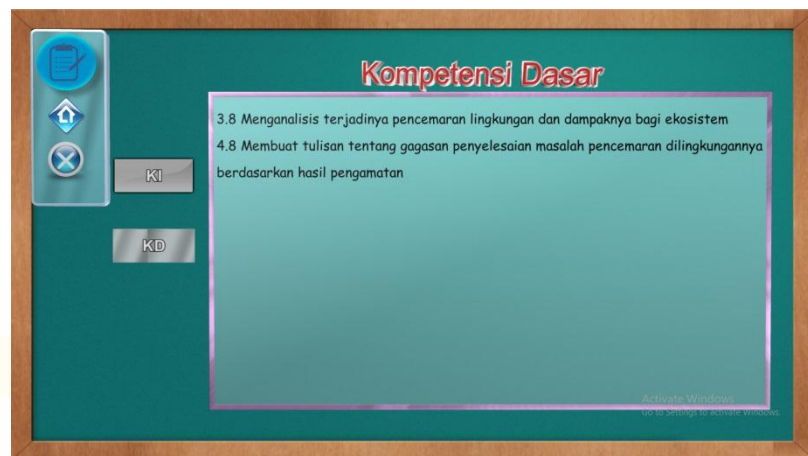 Kompetensi Dasar
3.8 Menganalisis terjadinya pencemaran lingkungan dan dampaknya bagi ekosistem
4.8 Membuat tulisan tentang gagasan penyelesaian masalah pencemaran dilingkungannya
berdasarkan hasil pengamatan
KI
KD
Activate Windows
Go to Settings to activate Windows.